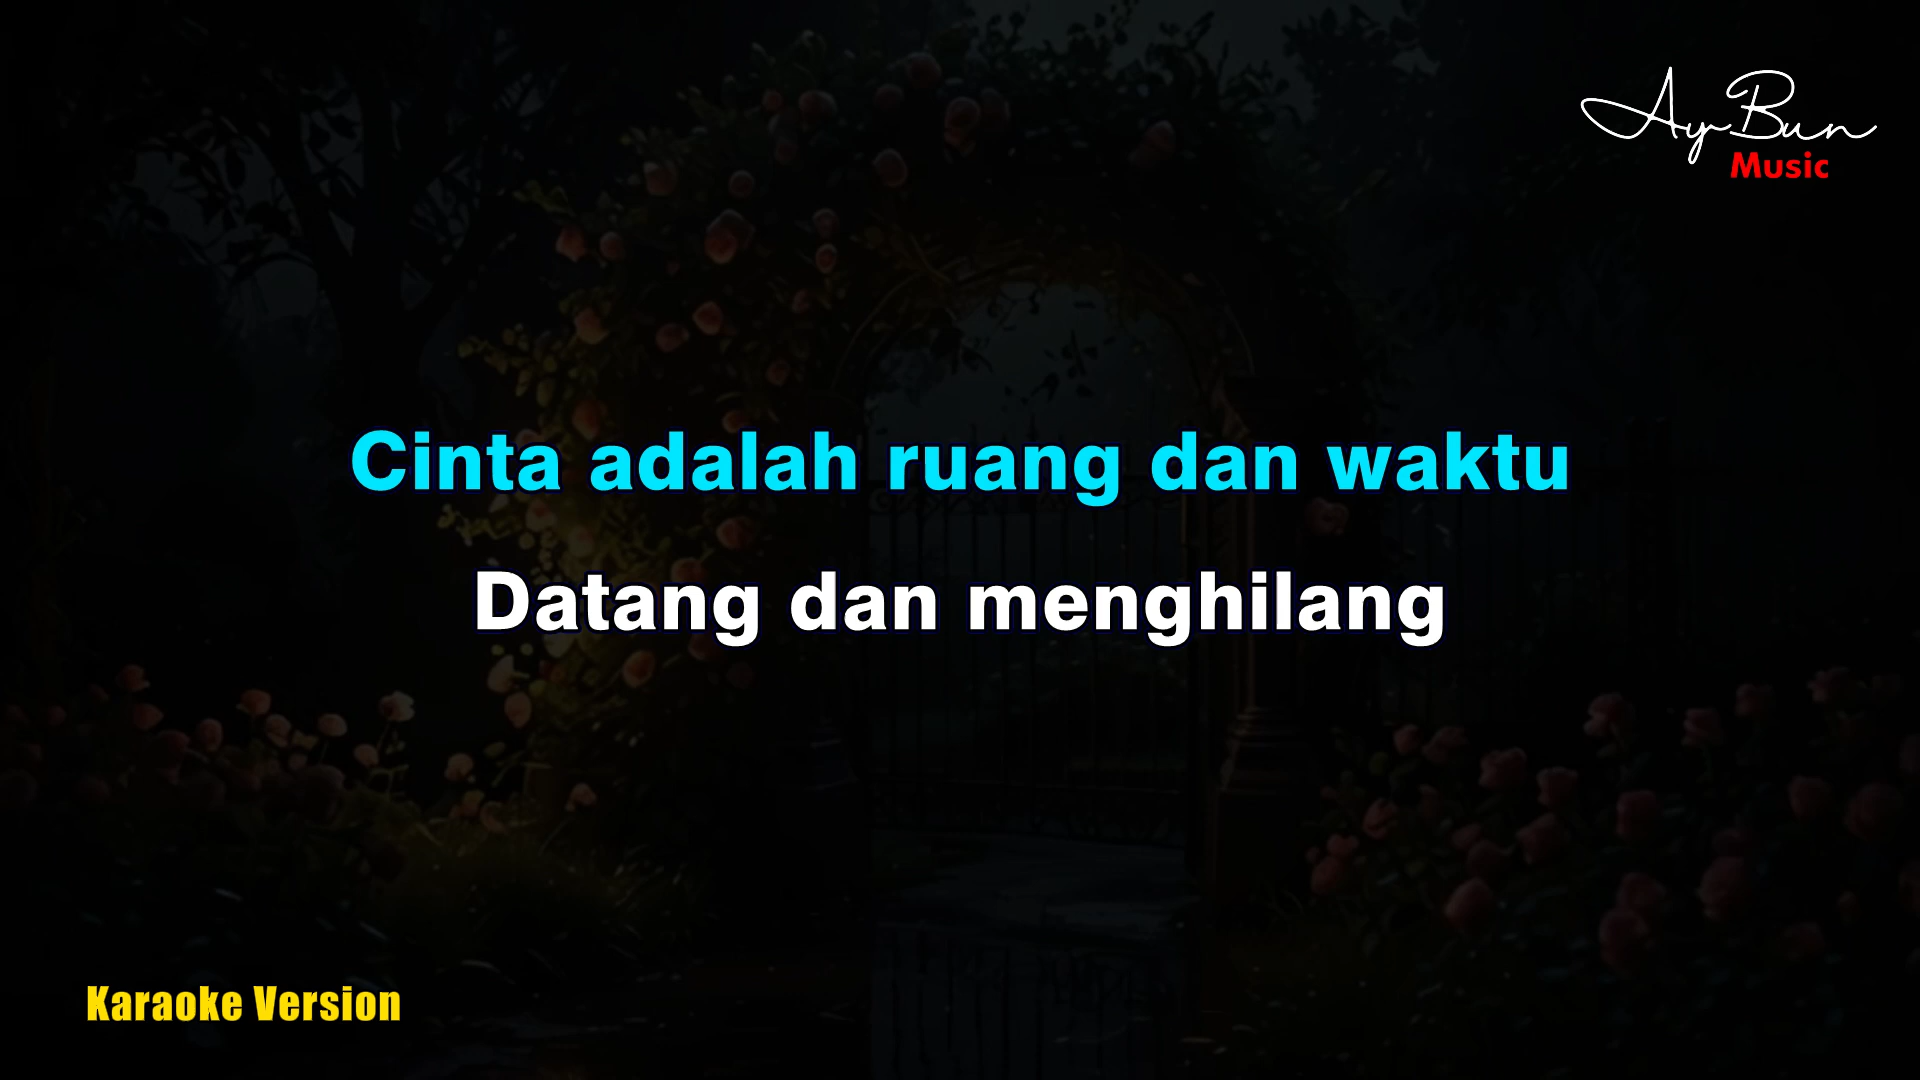 AyBun
Music
Cinta adalah ruang dan waktu
Datang dan menghilang
Karaoke Version